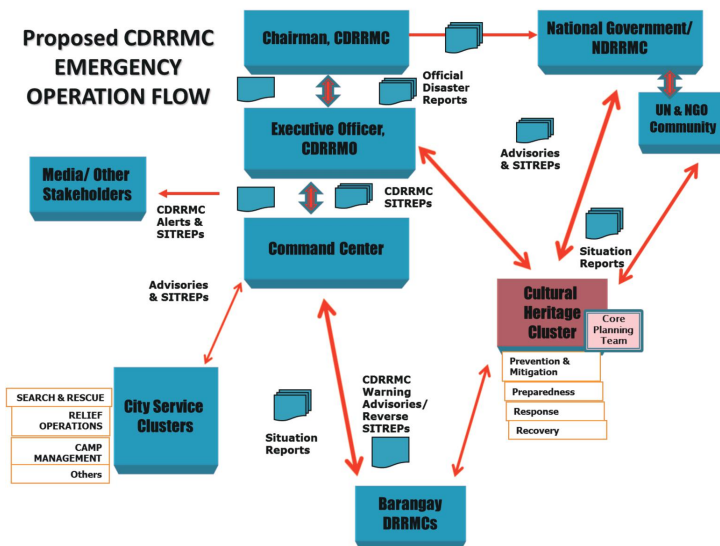 Proposed CDRRMC
EMERGENCY
OPERATION FLOW
Chairman, CDRRMC
National Government/
NDRRMC
Official
Disaster
Reports
UN & NGO
Community
Executive Officer,
CDRRMO
Advisories
& SITREPs
Media/ Other
Stakeholders
CDRRMC
SITREPs
CDRRMC
Alerts &
SITREPs
Command Center
Situation
Reports
Advisories
& SITREPs
Cultural
Heritage
Cluster
Core
Planning
Team
Prevention &
Mitigation
Preparedness
Response
Recovery
SEARCH & RESCUE
RELIEF
OPERATIONS
CAMP
MANAGEMENT
Others
City Service
Clusters
Situation
Reports
CDRRMC
Warning
Advisories/
Reverse
SITREPs
Barangay
DRRMCs